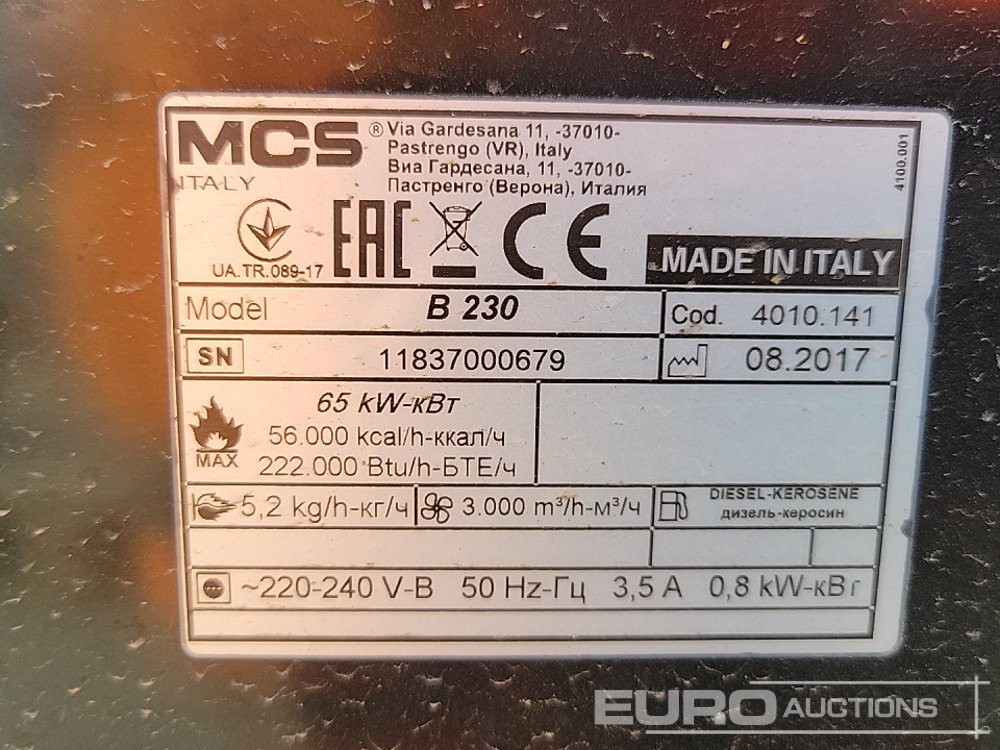 MCS ® Via Gardesana 11, -37010-
Pastrengo (VR), Italy
ITALY
Виа Гардесана, 11, -37010-
Пастренго (Верона), Италия
4100.001
UA.TR.089-17
EAC CE
MADE IN ITALY
Model B 230 Cod. 4010.141
SN 11837000679 08.2017
65 kW-кВт
56.000 kcal/h-ккал/ч
MAX 222.000 Btu/h-БТЕ/ч
5,2 kg/h-кг/ч 3.000 m³/h-м³/ч DIESEL-KEROSENE
дизель-керосин
~220-240 V-В 50 Hz-Гц 3,5 A 0,8 kW-кВт
EURO AUCTIONS